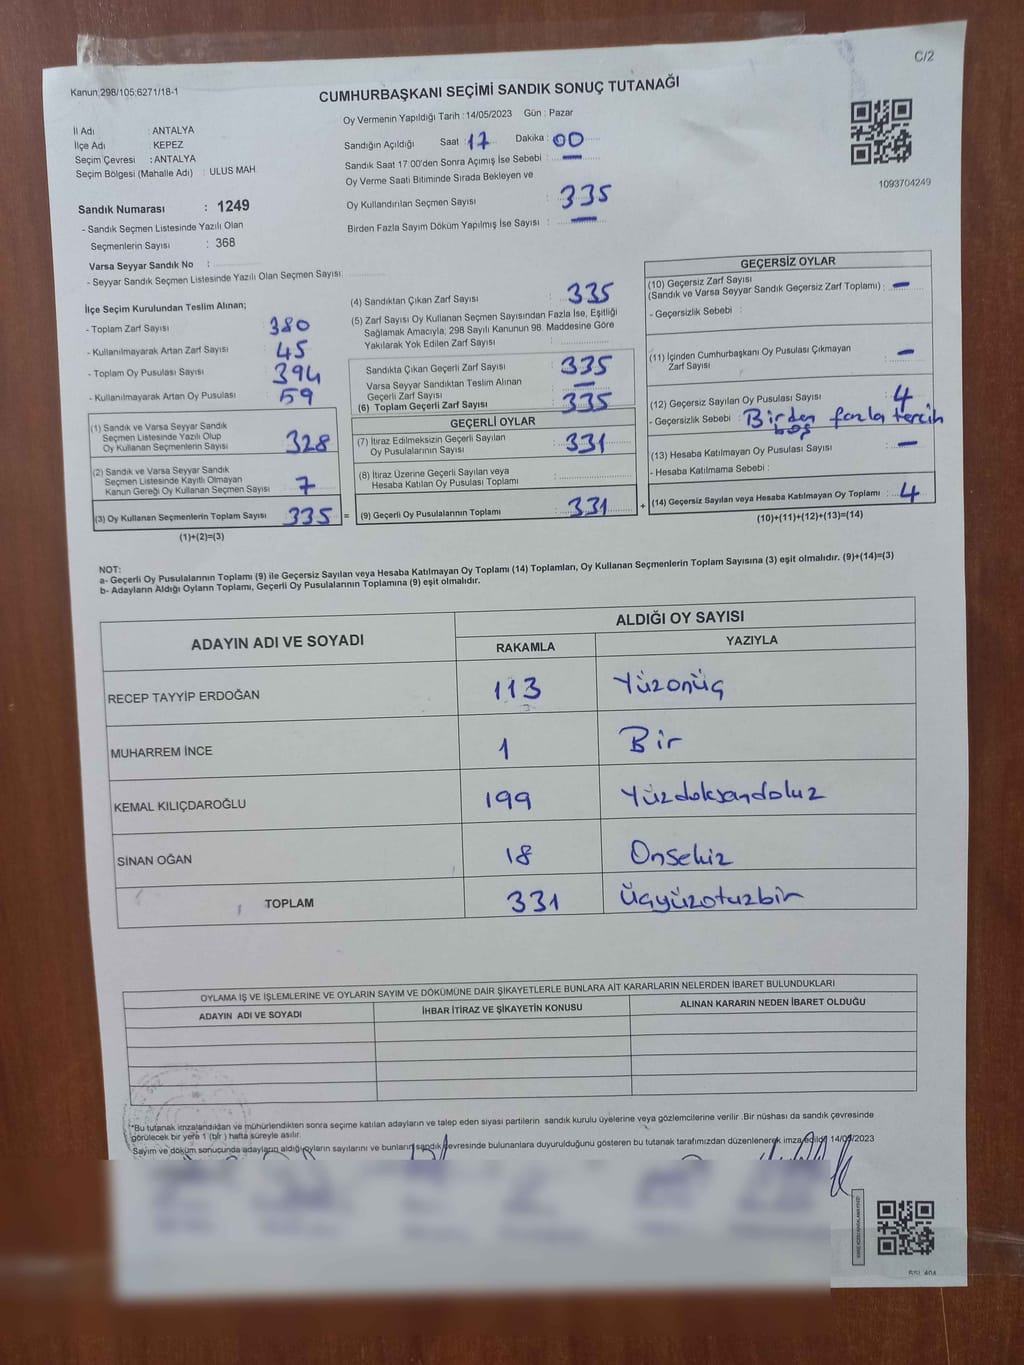 C/2
Kanun,298/105,6271/18-1
CUMHURBAŞKANI SEÇİMİ SANDIK SONUÇ TUTANAĞI
Oy Vermenin Yapıldığı Tarih :14/05/2023 Gün : Pazar
İl Adı : ANTALYA
İlçe Adı : KEPEZ
Seçim Çevresi : ANTALYA
Seçim Bölgesi (Mahalle Adı) : ULUS MAH
Sandığın Açıldığı Saat : 17 Dakika : 00
Sandık Saat 17:00'den Sonra Açımış İse Sebebi : —
Oy Verme Saati Bitiminde Sırada Bekleyen ve
Oy Kullandırılan Seçmen Sayısı : 335
Birden Fazla Sayım Döküm Yapılmış İse Sayısı : —
1093704249
Sandık Numarası : 1249
- Sandık Seçmen Listesinde Yazılı Olan
Seçmenlerin Sayısı : 368
Varsa Seyyar Sandık No :
- Seyyar Sandık Seçmen Listesinde Yazılı Olan Seçmen Sayısı:
İlçe Seçim Kurulundan Teslim Alınan;
- Toplam Zarf Sayısı 380
- Kullanılmayarak Artan Zarf Sayısı 45
- Toplam Oy Pusulası Sayısı 394
- Kullanılmayarak Artan Oy Pusulası 59
(1) Sandık ve Varsa Seyyar Sandık
Seçmen Listesinde Yazılı Olup
Oy Kullanan Seçmenlerin Sayısı 328
(2) Sandık ve Varsa Seyyar Sandık
Seçmen Listesinde Kayıtlı Olmayan
Kanun Gereği Oy Kullanan Seçmen Sayısı 7
(3) Oy Kullanan Seçmenlerin Toplam Sayısı 335 =
(1)+(2)=(3)
(4) Sandıktan Çıkan Zarf Sayısı : 335
(5) Zarf Sayısı Oy Kullanan Seçmen Sayısından Fazla İse, Eşitliği
Sağlamak Amacıyla; 298 Sayılı Kanunun 98. Maddesine Göre
Yakılarak Yok Edilen Zarf Sayısı :
Sandıkta Çıkan Geçerli Zarf Sayısı : 335
Varsa Seyyar Sandıktan Teslim Alınan
Geçerli Zarf Sayısı : —
(6) Toplam Geçerli Zarf Sayısı : 335
GEÇERLİ OYLAR
(7) İtiraz Edilmeksizin Geçerli Sayılan
Oy Pusulalarının Sayısı : 331
(8) İtiraz Üzerine Geçerli Sayılan veya
Hesaba Katılan Oy Pusulası Toplamı :
(9) Geçerli Oy Pusulalarının Toplamı : 331 +
GEÇERSİZ OYLAR
(10) Geçersiz Zarf Sayısı
(Sandık ve Varsa Seyyar Sandık Geçersiz Zarf Toplamı) : —
- Geçersizlik Sebebi :
(11) İçinden Cumhurbaşkanı Oy Pusulası Çıkmayan
Zarf Sayısı : —
(12) Geçersiz Sayılan Oy Pusulası Sayısı : 4
- Geçersizlik Sebebi : Birden fazla tercih
boş
(13) Hesaba Katılmayan Oy Pusulası Sayısı : —
- Hesaba Katılmama Sebebi :
(14) Geçersiz Sayılan veya Hesaba Katılmayan Oy Toplamı : 4
(10)+(11)+(12)+(13)=(14)
NOT:
a- Geçerli Oy Pusulalarının Toplamı (9) ile Geçersiz Sayılan veya Hesaba Katılmayan Oy Toplamı (14) Toplamları, Oy Kullanan Seçmenlerin Toplam Sayısına (3) eşit olmalıdır. (9)+(14)=(3)
b- Adayların Aldığı Oyların Toplamı, Geçerli Oy Pusulalarının Toplamına (9) eşit olmalıdır.
ADAYIN ADI VE SOYADI ALDIĞI OY SAYISI
RAKAMLA YAZIYLA
RECEP TAYYİP ERDOĞAN 113 Yüzonüç
MUHARREM İNCE 1 Bir
KEMAL KILIÇDAROĞLU 199 Yüzdoksandoluz
SİNAN OĞAN 18 Onsekiz
TOPLAM 331 Üçyüzotuzbir
OYLAMA İŞ VE İŞLEMLERİNE VE OYLARIN SAYIM VE DÖKÜMÜNE DAİR ŞİKAYETLERLE BUNLARA AİT KARARLARIN NELERDEN İBARET BULUNDUKLARI
ADAYIN ADI VE SOYADI İHBAR İTİRAZ VE ŞİKAYETİN KONUSU ALINAN KARARIN NEDEN İBARET OLDUĞU
"Bu tutanak imzalandıktan ve mühürlendikten sonra seçime katılan adayların ve talep eden siyasi partilerin sandık kurulu üyelerine veya gözlemcilerine verilir .Bir nüshası da sandık çevresinde
görülecek bir yere 1 (bir ) hafta süreyle asılır.
Sayım ve döküm sonucunda adayların aldığı oyların sayılarını ve bunların sandık çevresinde bulunanlara duyurulduğunu gösteren bu tutanak tarafımızdan düzenlenerek imza edildi 14/05/2023